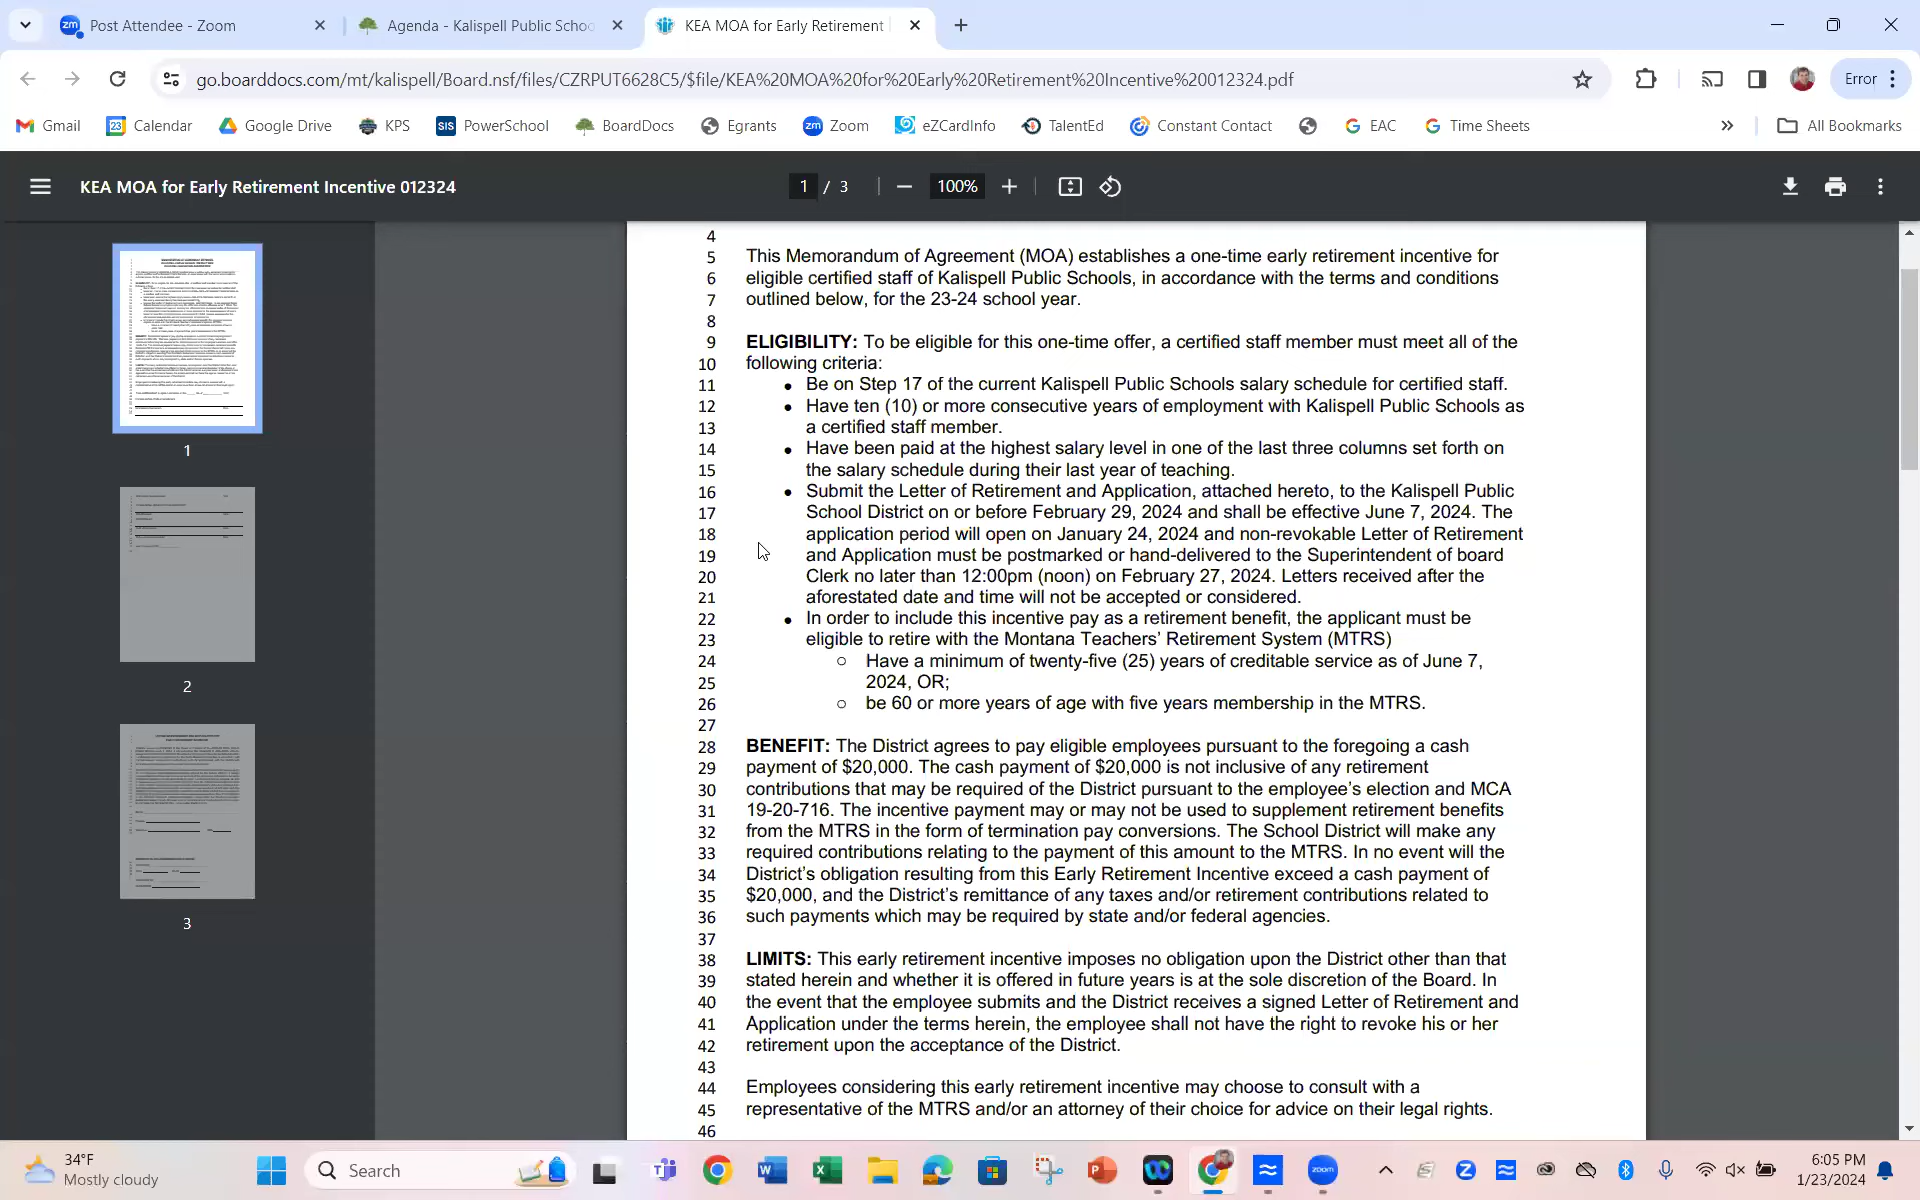 Post Attendee - Zoom
Agenda - Kalispell Public Schoo
KEA MOA for Early Retirement
go.boarddocs.com/mt/kalispell/Board.nsf/files/CZRPUT6628C5/$file/KEA%20MOA%20for%20Early%20Retirement%20Incentive%20012324.pdf
Error
Gmail
Calendar
Google Drive
KPS
SIS PowerSchool
BoardDocs
Egrants
zm Zoom
eZCardInfo
TalentEd
Constant Contact
EAC
Time Sheets
All Bookmarks
KEA MOA for Early Retirement Incentive 012324
1 / 3
100%
1
2
3
4
5 This Memorandum of Agreement (MOA) establishes a one-time early retirement incentive for
6 eligible certified staff of Kalispell Public Schools, in accordance with the terms and conditions
7 outlined below, for the 23-24 school year.
8
9 ELIGIBILITY: To be eligible for this one-time offer, a certified staff member must meet all of the
10 following criteria:
11 • Be on Step 17 of the current Kalispell Public Schools salary schedule for certified staff.
12 • Have ten (10) or more consecutive years of employment with Kalispell Public Schools as
13 a certified staff member.
14 • Have been paid at the highest salary level in one of the last three columns set forth on
15 the salary schedule during their last year of teaching.
16 • Submit the Letter of Retirement and Application, attached hereto, to the Kalispell Public
17 School District on or before February 29, 2024 and shall be effective June 7, 2024. The
18 application period will open on January 24, 2024 and non-revokable Letter of Retirement
19 and Application must be postmarked or hand-delivered to the Superintendent of board
20 Clerk no later than 12:00pm (noon) on February 27, 2024. Letters received after the
21 aforestated date and time will not be accepted or considered.
22 • In order to include this incentive pay as a retirement benefit, the applicant must be
23 eligible to retire with the Montana Teachers’ Retirement System (MTRS)
24 ○ Have a minimum of twenty-five (25) years of creditable service as of June 7,
25 2024, OR;
26 ○ be 60 or more years of age with five years membership in the MTRS.
27
28 BENEFIT: The District agrees to pay eligible employees pursuant to the foregoing a cash
29 payment of $20,000. The cash payment of $20,000 is not inclusive of any retirement
30 contributions that may be required of the District pursuant to the employee’s election and MCA
31 19-20-716. The incentive payment may or may not be used to supplement retirement benefits
32 from the MTRS in the form of termination pay conversions. The School District will make any
33 required contributions relating to the payment of this amount to the MTRS. In no event will the
34 District’s obligation resulting from this Early Retirement Incentive exceed a cash payment of
35 $20,000, and the District’s remittance of any taxes and/or retirement contributions related to
36 such payments which may be required by state and/or federal agencies.
37
38 LIMITS: This early retirement incentive imposes no obligation upon the District other than that
39 stated herein and whether it is offered in future years is at the sole discretion of the Board. In
40 the event that the employee submits and the District receives a signed Letter of Retirement and
41 Application under the terms herein, the employee shall not have the right to revoke his or her
42 retirement upon the acceptance of the District.
43
44 Employees considering this early retirement incentive may choose to consult with a
45 representative of the MTRS and/or an attorney of their choice for advice on their legal rights.
46
34°F
Mostly cloudy
Search
zoom
6:05 PM
1/23/2024